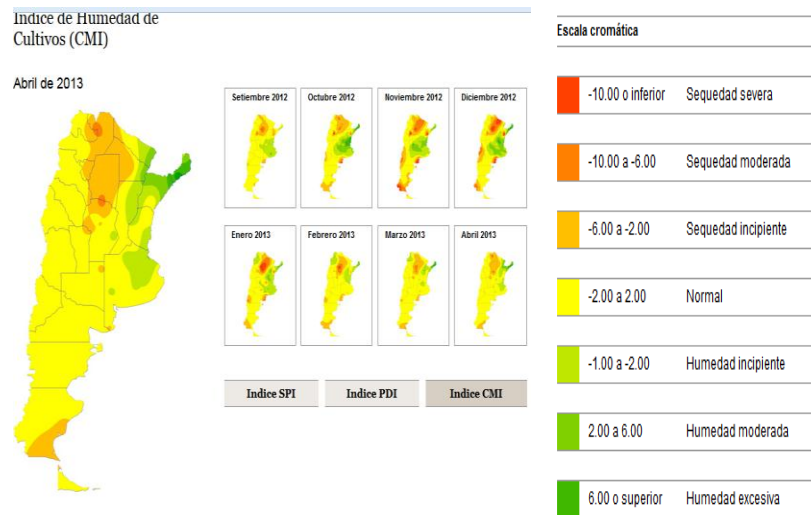 Indice de Humedad de
Cultivos (CMI)
Abril de 2013
Setiembre 2012
Octubre 2012
Noviembre 2012
Diciembre 2012
Enero 2013
Febrero 2013
Marzo 2013
Abril 2013
Indice SPI
Indice PDI
Indice CMI
Escala cromática
-10.00 o inferior Sequedad severa
-10.00 a -6.00 Sequedad moderada
-6.00 a -2.00 Sequedad incipiente
-2.00 a 2.00 Normal
-1.00 a -2.00 Humedad incipiente
2.00 a 6.00 Humedad moderada
6.00 o superior Humedad excesiva